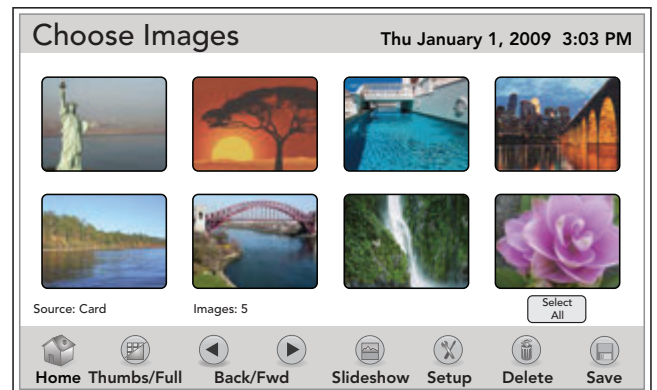 Choose Images Thu January 1, 2009 3:03 PM
Source: Card Images: 5 Select
All
Home Thumbs/Full Back/Fwd Slideshow Setup Delete Save